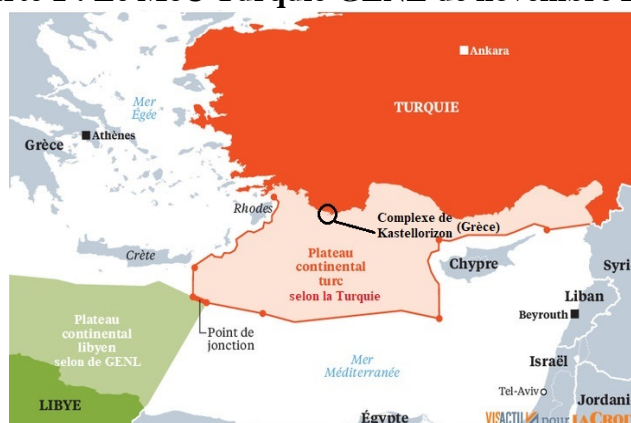 Ankara
Mer
Égée
TURQUIE
Athènes
Grèce
Rhodes
Complexe de
Kastellorizon
(Grèce)
Crète
Plateau
continental
turc
selon la Turquie
Chypre
Syri
Plateau
continental
libyen
selon de GENL
Point de
jonction
Liban
Beyrouth
Mer
Méditerranée
Israël
Tel-Aviv
Jordani
LIBYE
Égypte
VISACTU pour LA CROI